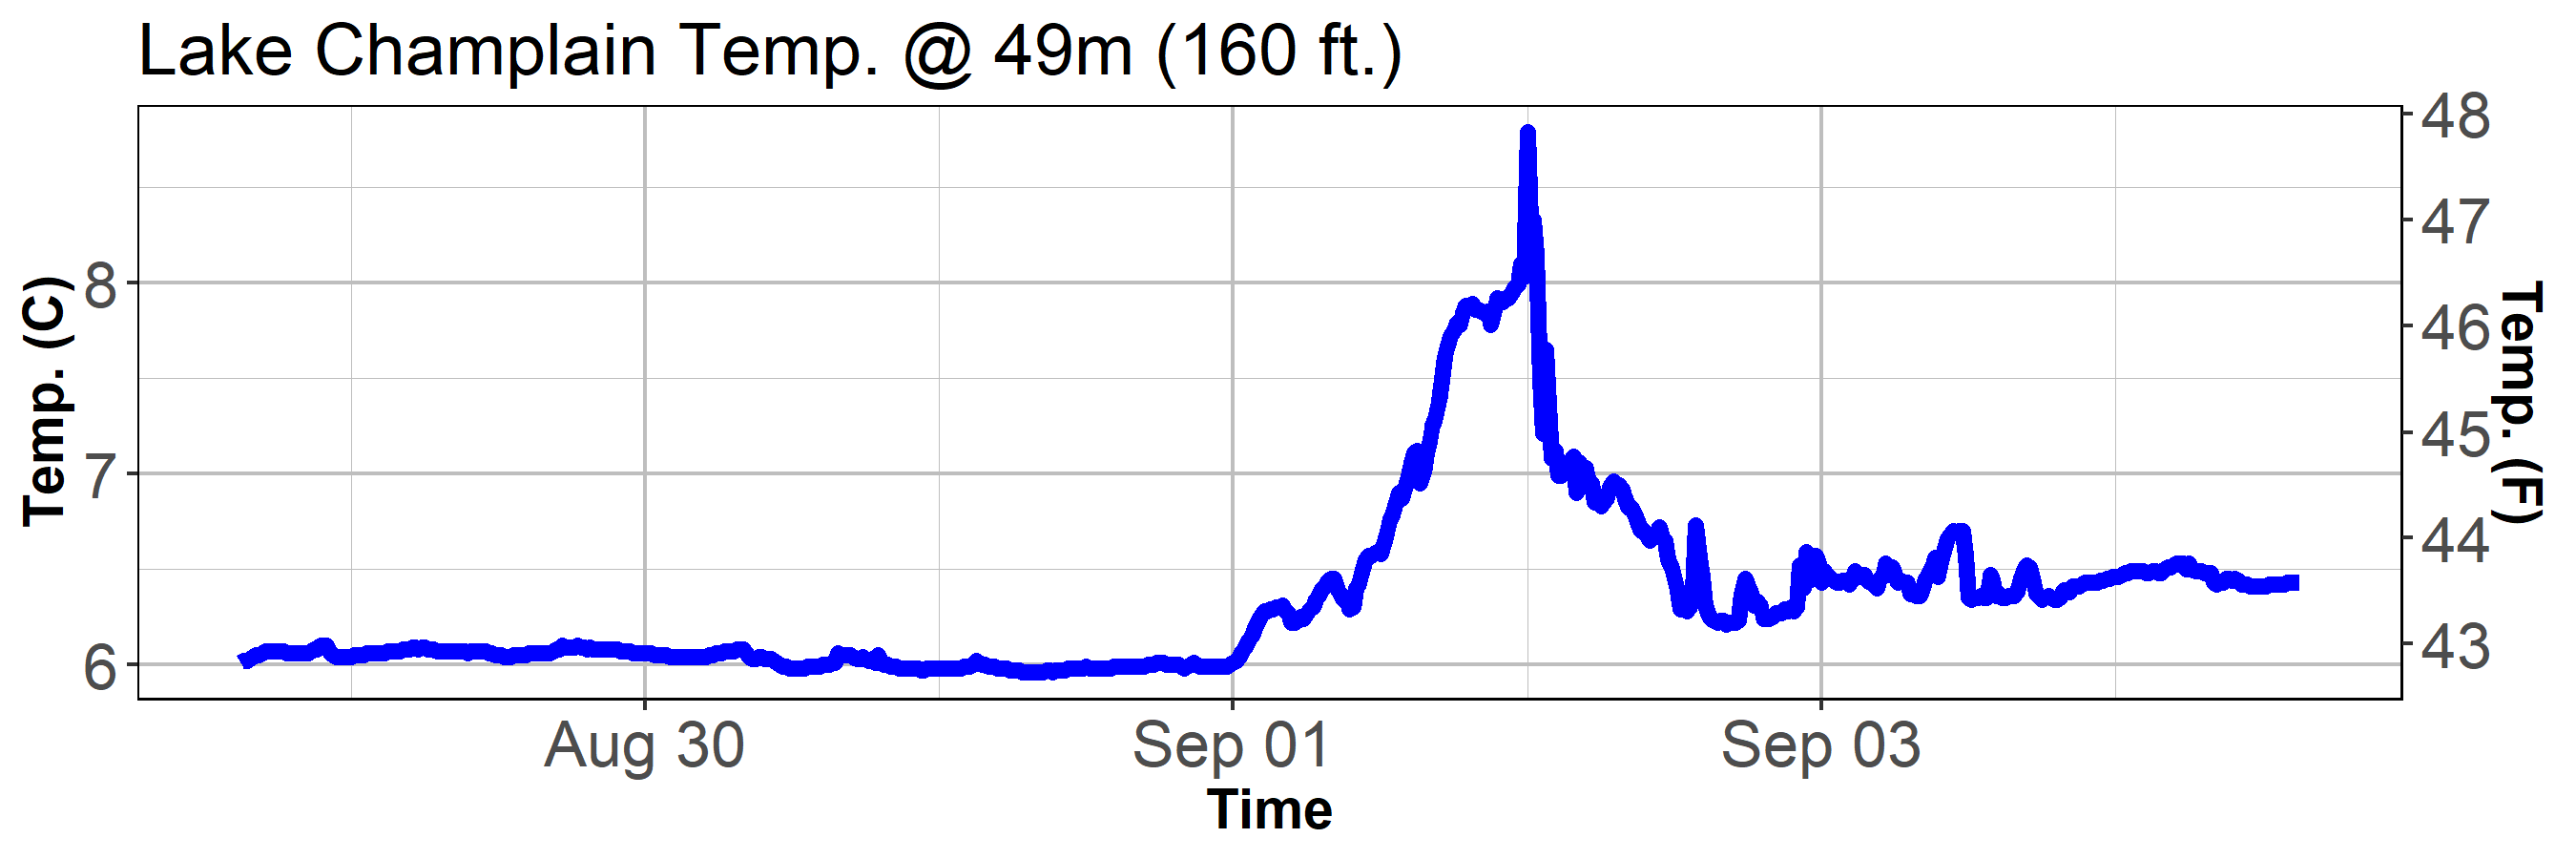 Lake Champlain Temp. @ 49m (160 ft.)
Temp. (C)
8
7
6
48
47
46
45
44
43
Temp. (F)
Aug 30
Sep 01
Sep 03
Time